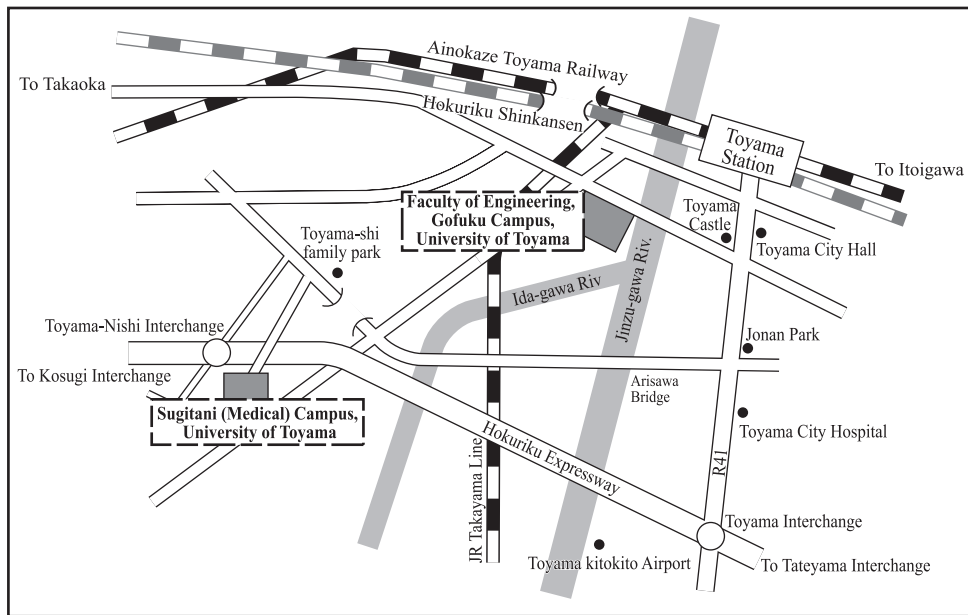 Ainokaze Toyama Railway
To Takaoka
Hokuriku Shinkansen
Toyama
Station
To Itoigawa
Faculty of Engineering,
Gofuku Campus,
University of Toyama
Toyama
Castle
Toyama City Hall
Toyama-shi
family park
Ida-gawa Riv
Jinzu-gawa Riv.
Toyama-Nishi Interchange
Jonan Park
To Kosugi Interchange
Arisawa
Bridge
Sugitani (Medical) Campus,
University of Toyama
Toyama City Hospital
Hokuriku Expressway
R41
JR Takayama Line
Toyama Interchange
Toyama kitokito Airport
To Tateyama Interchange